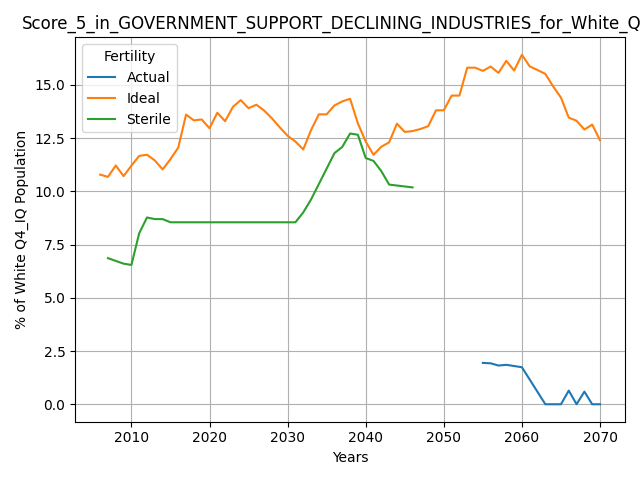 Score_5_in_GOVERNMENT_SUPPORT_DECLINING_INDUSTRIES_for_White_Q
Fertility
Actual
Ideal
Sterile
% of White Q4_IQ Population
15.0
12.5
10.0
7.5
5.0
2.5
0.0
2010 2020 2030 2040 2050 2060 2070
Years